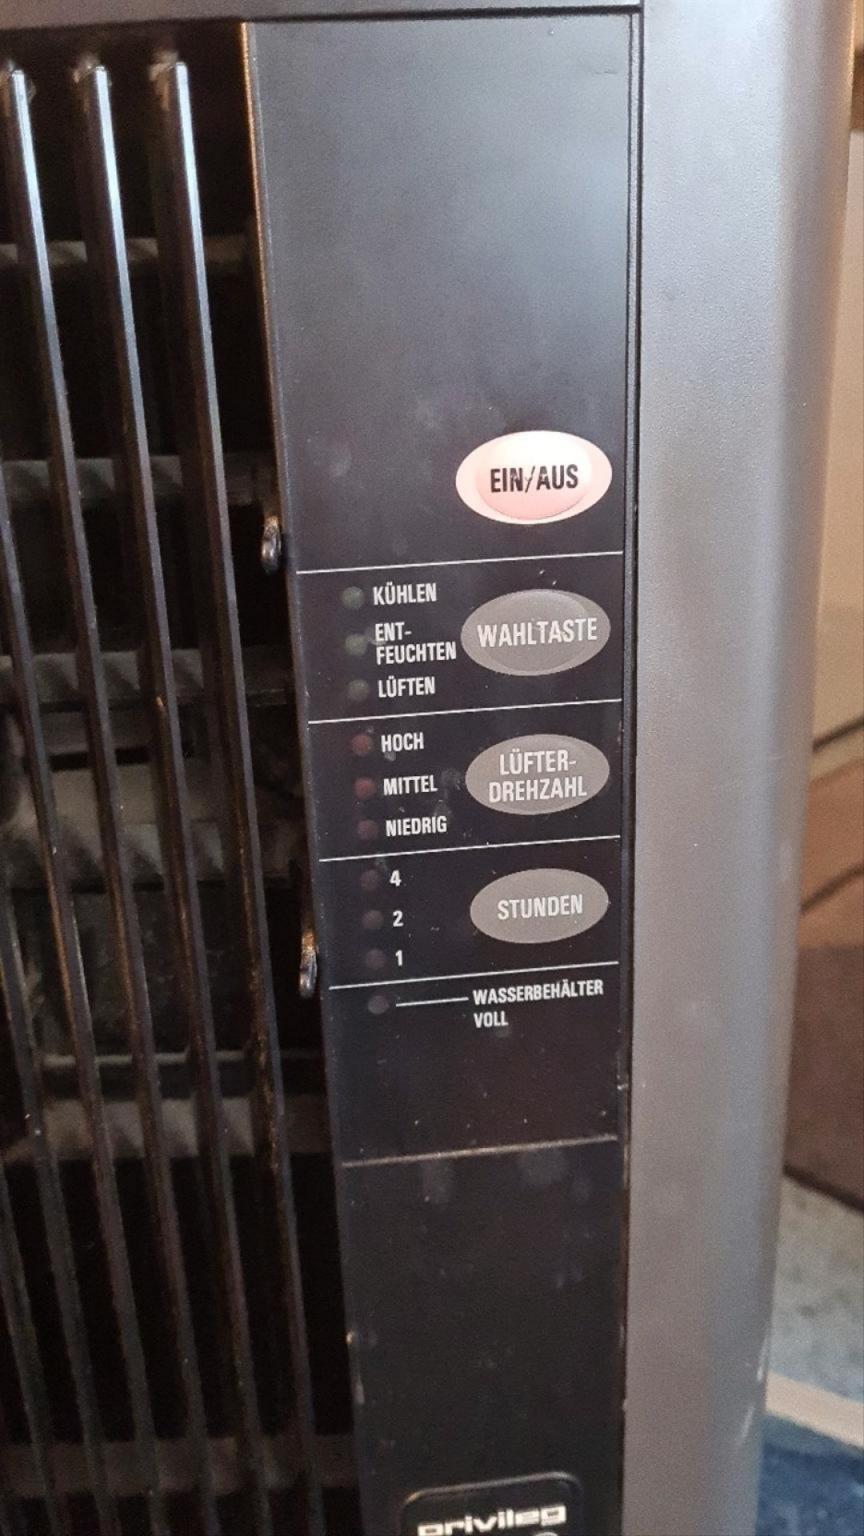 EIN/AUS
KÜHLEN
ENT-
FEUCHTEN
LÜFTEN
WAHLTASTE
HOCH
MITTEL
NIEDRIG
LÜFTER-
DREHZAHL
4
2
1
STUNDEN
WASSERBEHÄLTER
VOLL
privileg